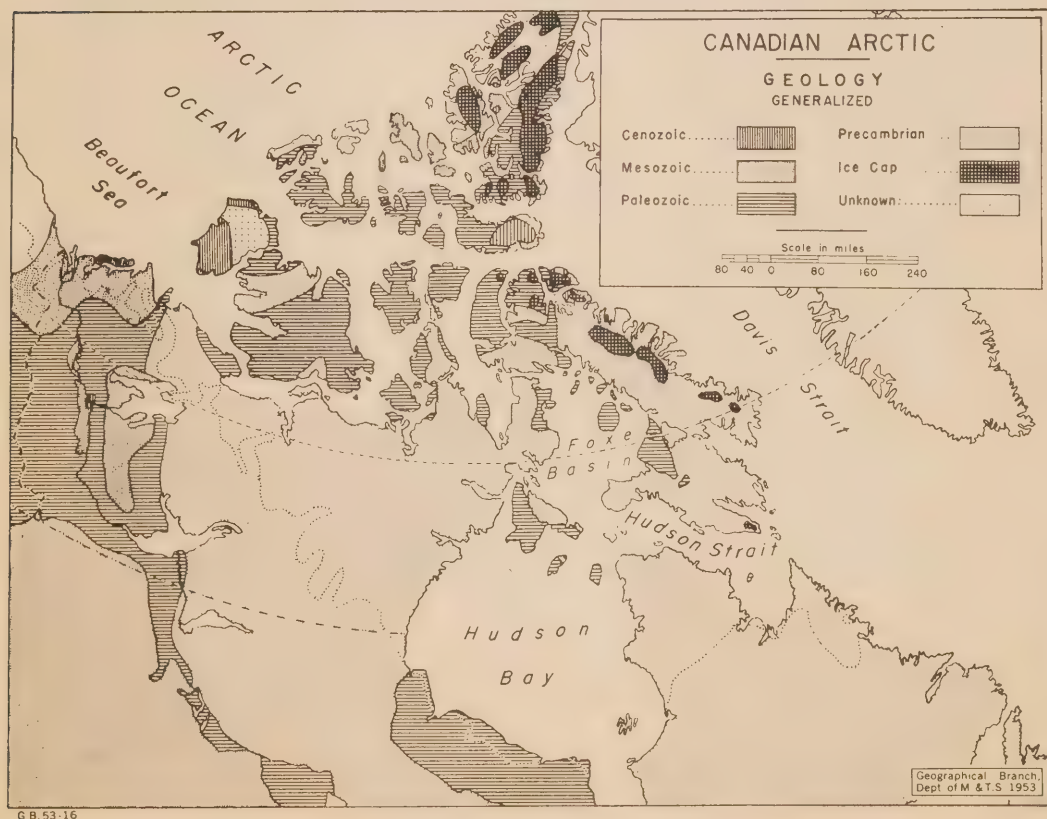 ARCTIC
OCEAN
Beaufort
Sea
CANADIAN ARCTIC
GEOLOGY
GENERALIZED
Cenozoic.......
Mesozoic.......
Paleozoic.......
Precambrian ..
Ice Cap ......
Unknown:......
Scale in miles
80 40 0 80 160 240
Davis
Strait
Foxe
Basin
Hudson Strait
Hudson
Bay
Geographical Branch,
Dept of M & T.S 1953
G B. 53-16